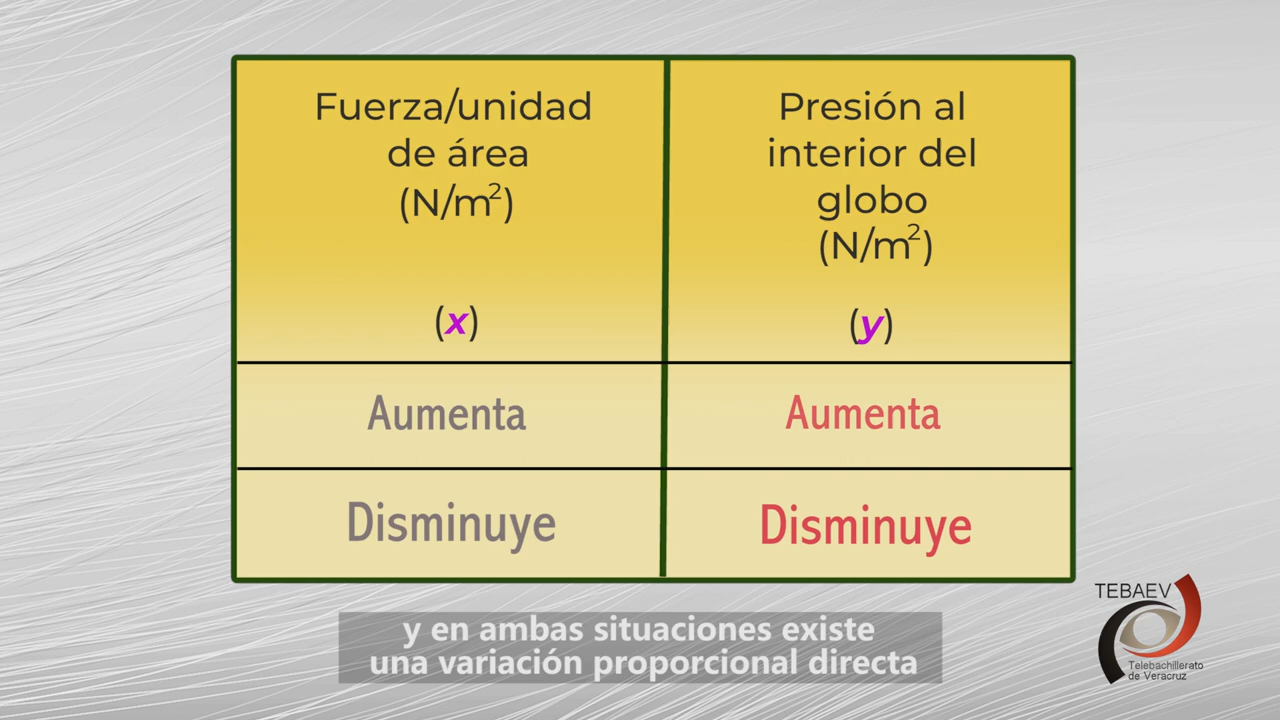 Fuerza/unidad
de área
(N/m²)
(x)
Presión al
interior del
globo
(N/m²)
(y)
Aumenta
Aumenta
Disminuye
Disminuye
y en ambas situaciones existe
una variación proporcional directa
TEBAEV
Telebachillerato
de Veracruz